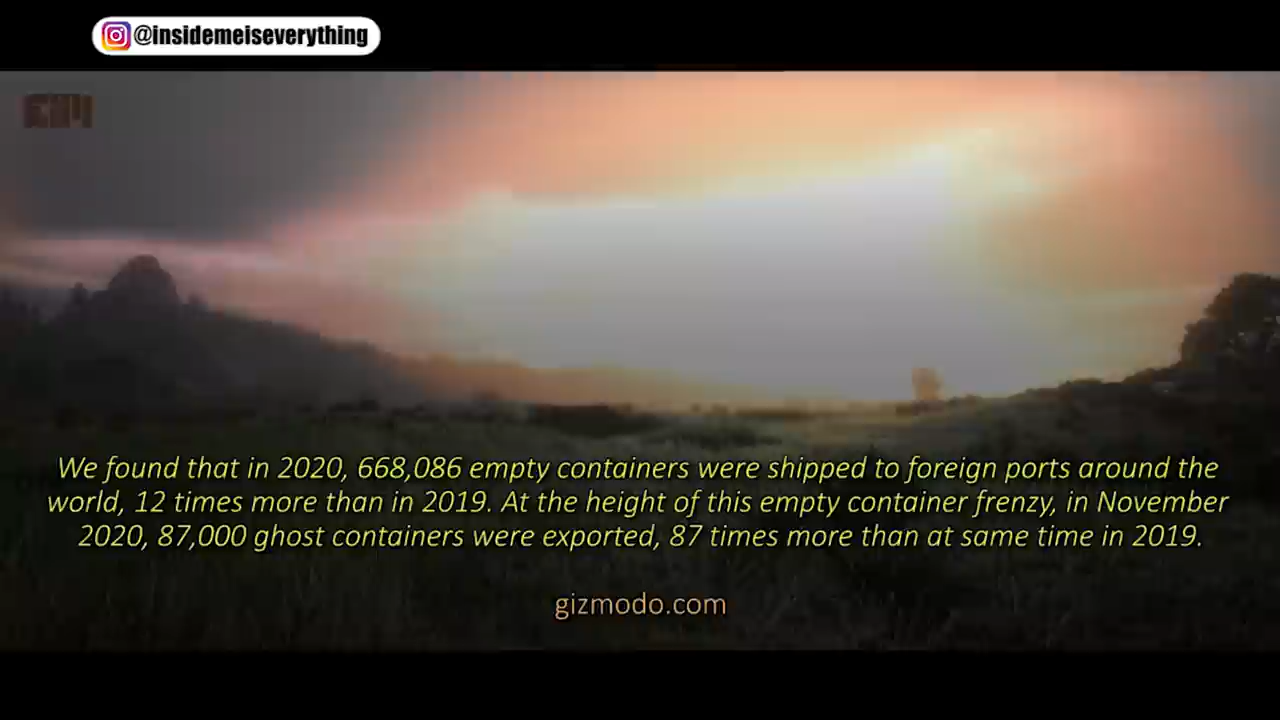 @insidemeiseverything
We found that in 2020, 668,086 empty containers were shipped to foreign ports around the
world, 12 times more than in 2019. At the height of this empty container frenzy, in November
2020, 87,000 ghost containers were exported, 87 times more than at same time in 2019.
gizmodo.com